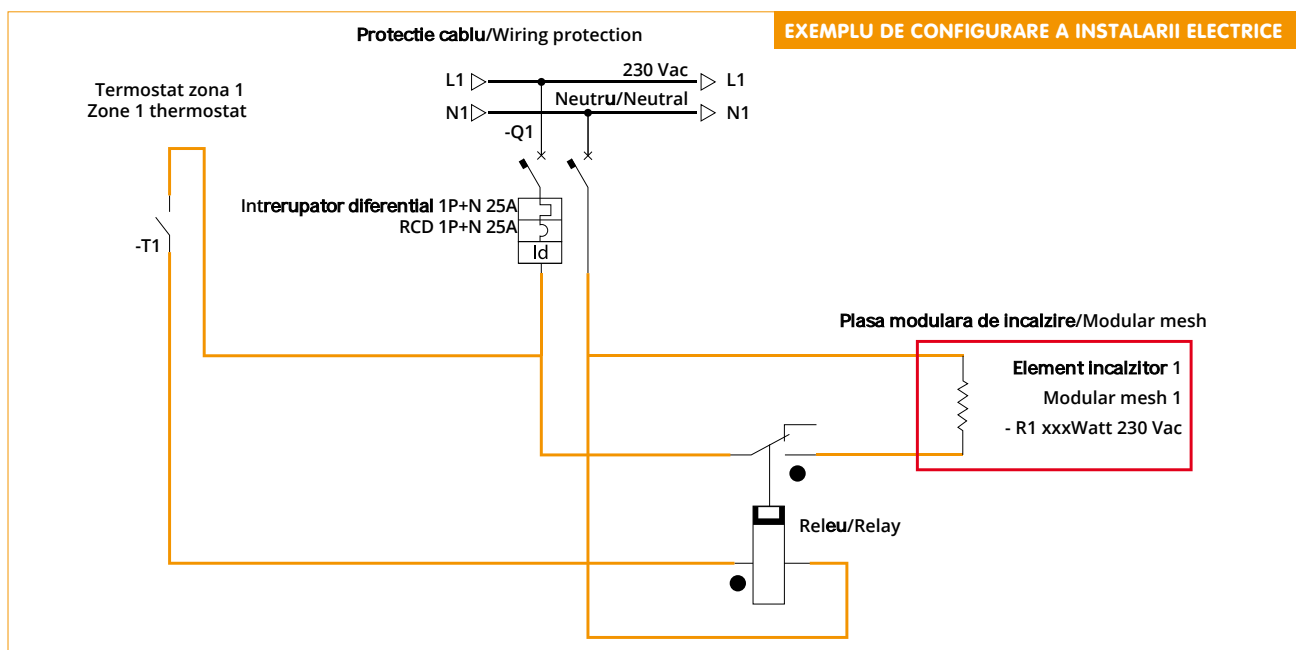 EXEMPLU DE CONFIGURARE A INSTALARII ELECTRICE
Protectie cablu/Wiring protection
L1 230 Vac L1
N1 Neutru/Neutral N1
Termostat zona 1
Zone 1 thermostat
-Q1
Intrerupator diferential 1P+N 25A
RCD 1P+N 25A
Id
-T1
Plasa modulara de incalzire/Modular mesh
Element incalzitor 1
Modular mesh 1
- R1 xxxWatt 230 Vac
Releu/Relay